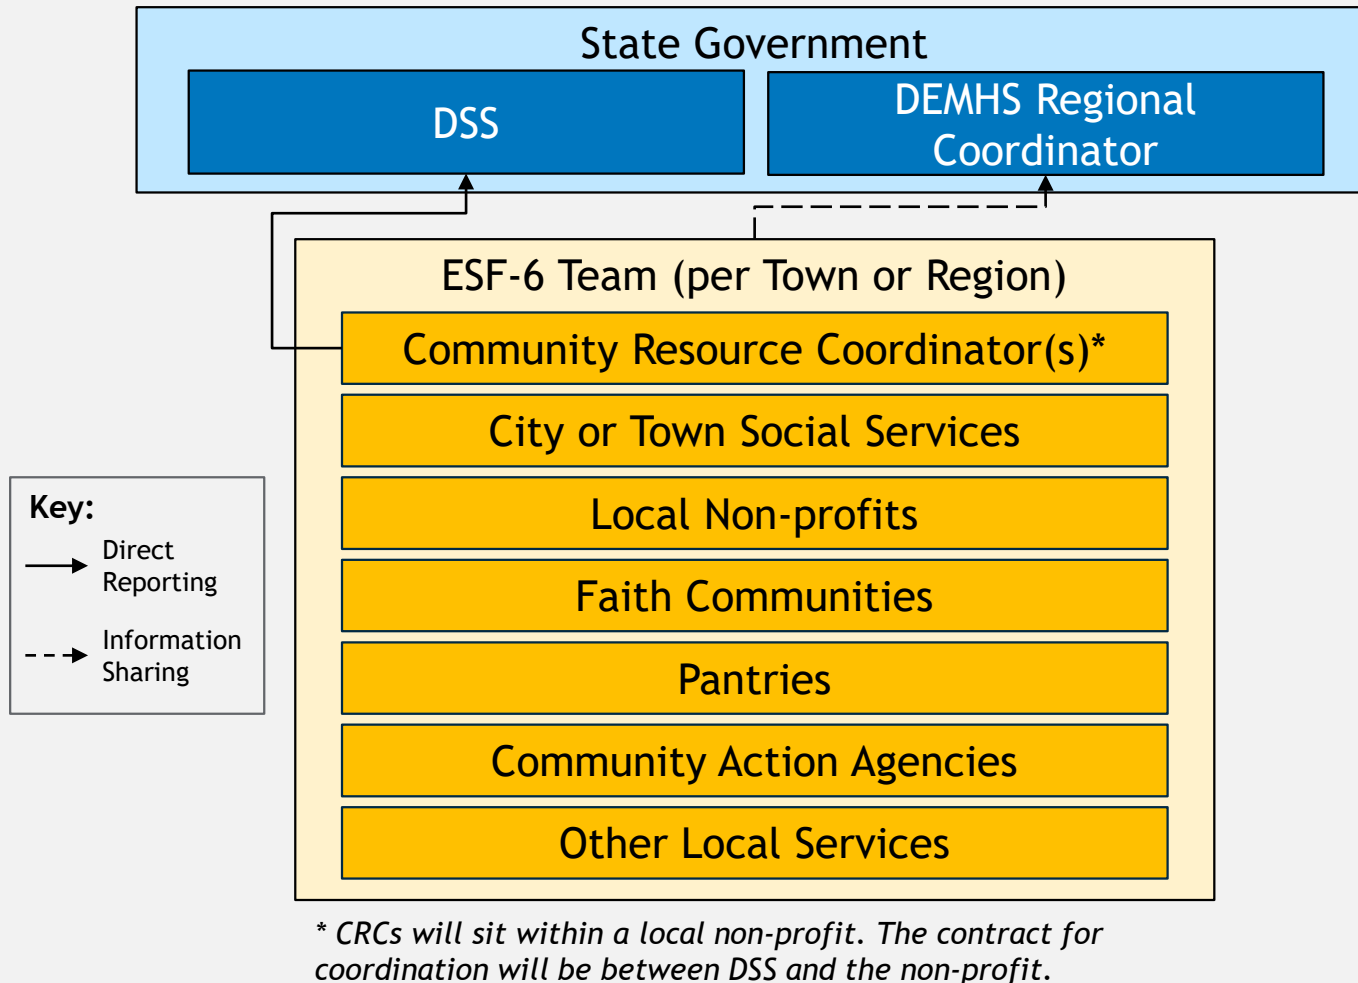 State Government
DSS
DEMHS Regional
Coordinator
ESF-6 Team (per Town or Region)
Community Resource Coordinator(s)*
City or Town Social Services
Local Non-profits
Faith Communities
Pantries
Community Action Agencies
Other Local Services
Key:
Direct
Reporting
Information
Sharing
* CRCs will sit within a local non-profit. The contract for
coordination will be between DSS and the non-profit.